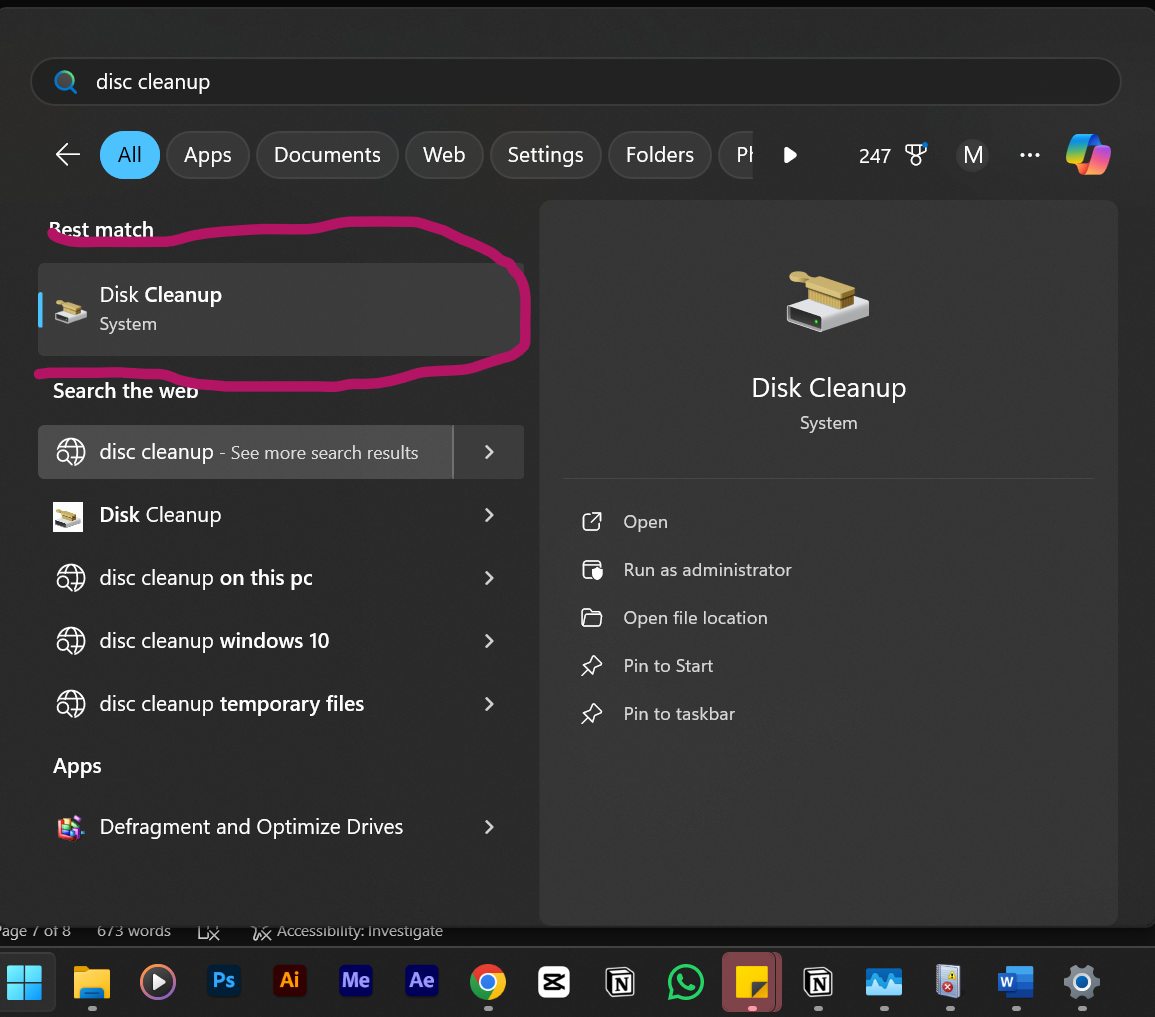 disc cleanup
All Apps Documents Web Settings Folders 247 M
Best match
Disk Cleanup
System
Search the web
disc cleanup - See more search results
Disk Cleanup
disc cleanup on this pc
disc cleanup windows 10
disc cleanup temporary files
Apps
Defragment and Optimize Drives
Disk Cleanup
System
Open
Run as administrator
Open file location
Pin to Start
Pin to taskbar
Page 7 of 8 673 words Accessibility: Investigate
Ps Ai Me Ae N N W